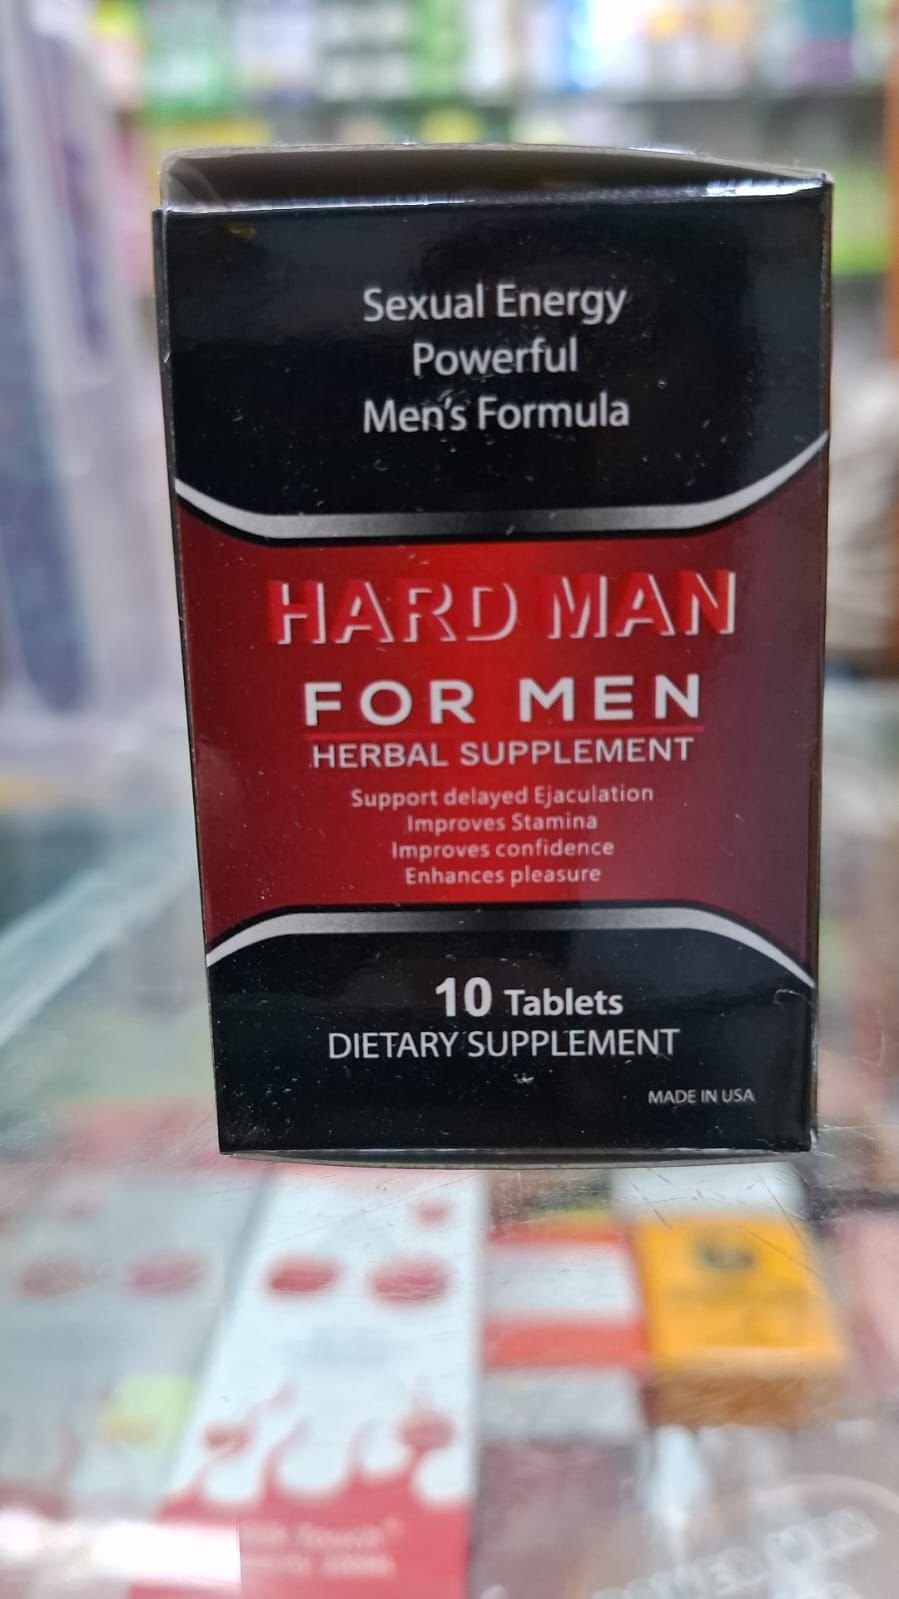 Sexual Energy
Powerful
Men's Formula
HARD MAN
FOR MEN
HERBAL SUPPLEMENT
Support delayed Ejaculation
Improves Stamina
Improves confidence
Enhances pleasure
10 Tablets
DIETARY SUPPLEMENT
MADE IN USA